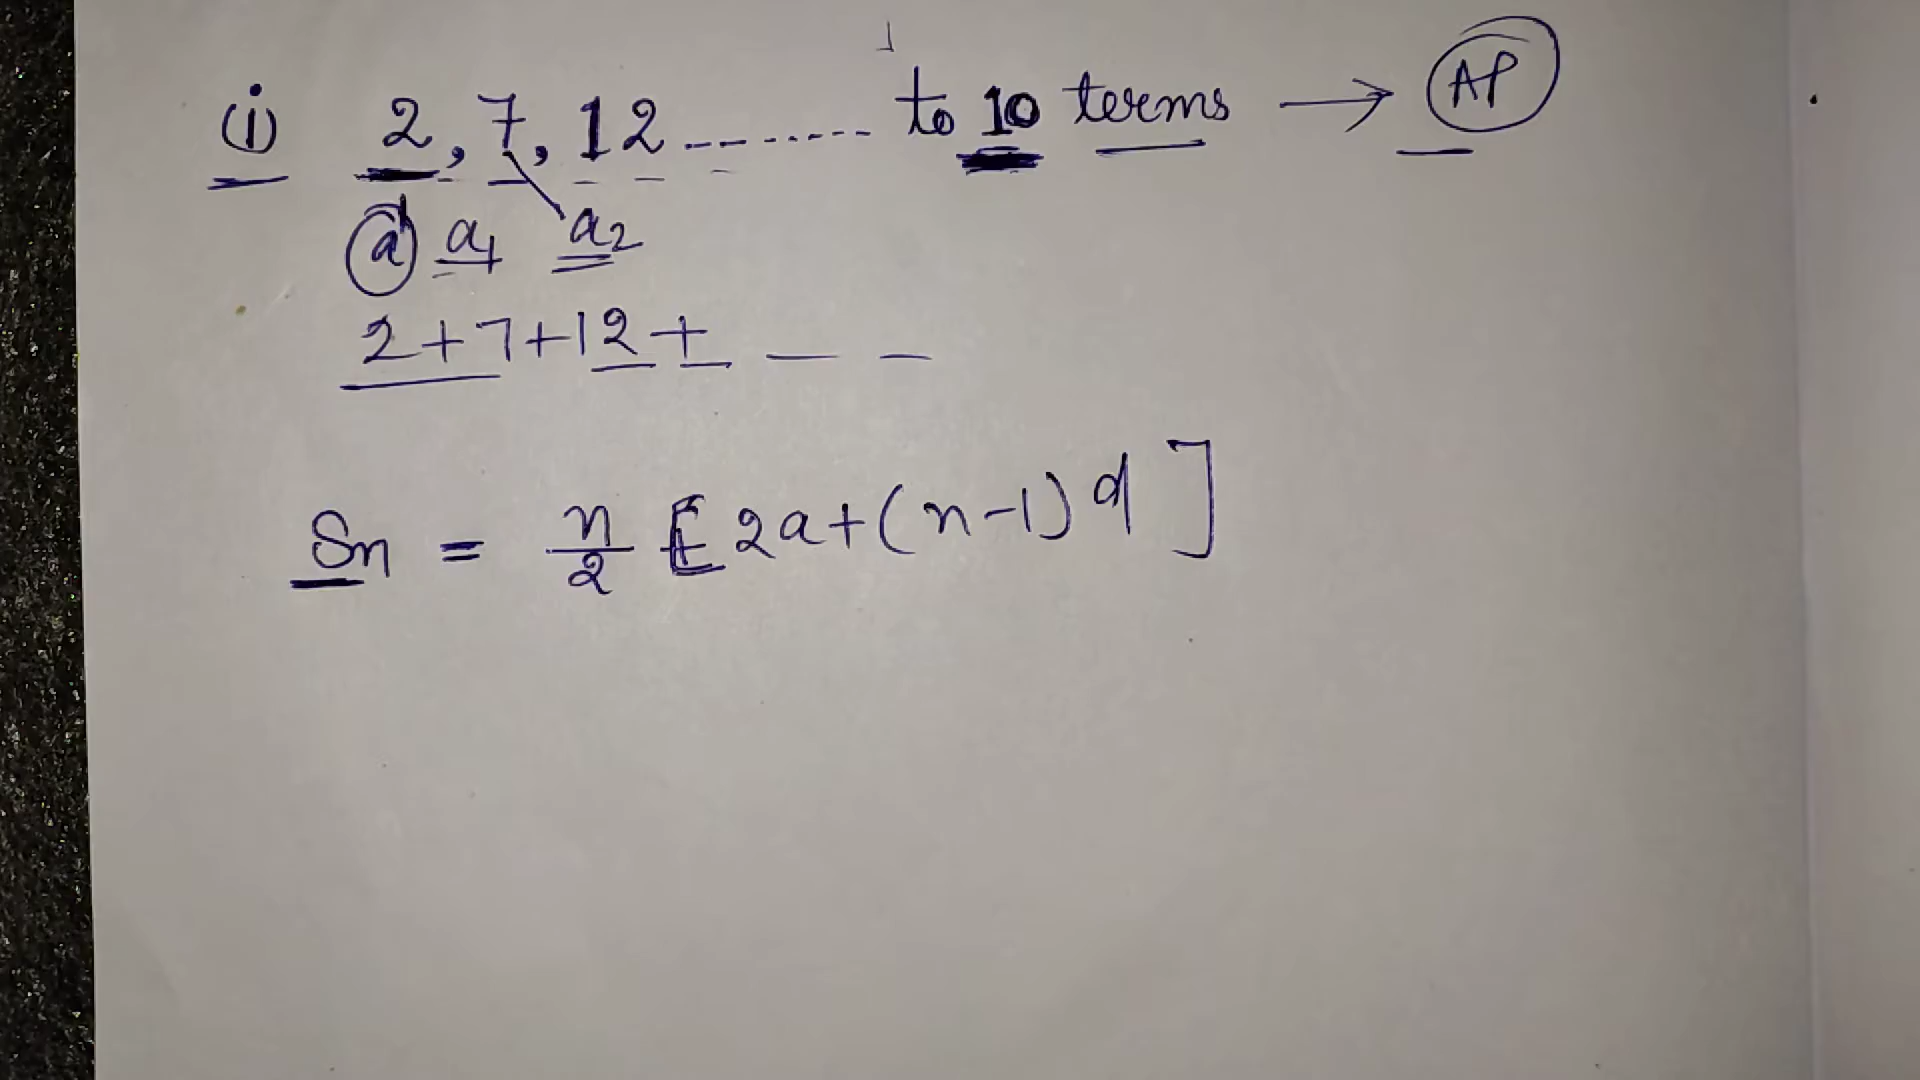 (i) 2, 7, 12 -------- to 10 terms → AP
a a1 a2
2+7+12+ — —
Sn = n/2 [2a+(n-1)d]